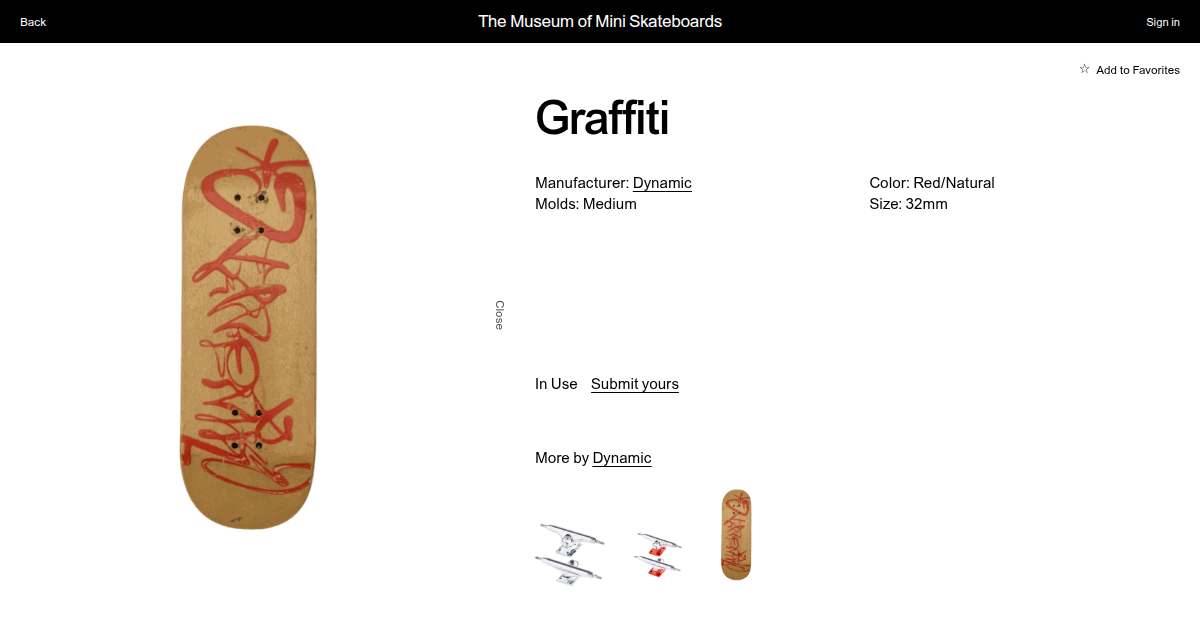 Back
The Museum of Mini Skateboards
Sign in
☆ Add to Favorites
Graffiti
Manufacturer: Dynamic
Molds: Medium
Color: Red/Natural
Size: 32mm
Close
In Use Submit yours
More by Dynamic